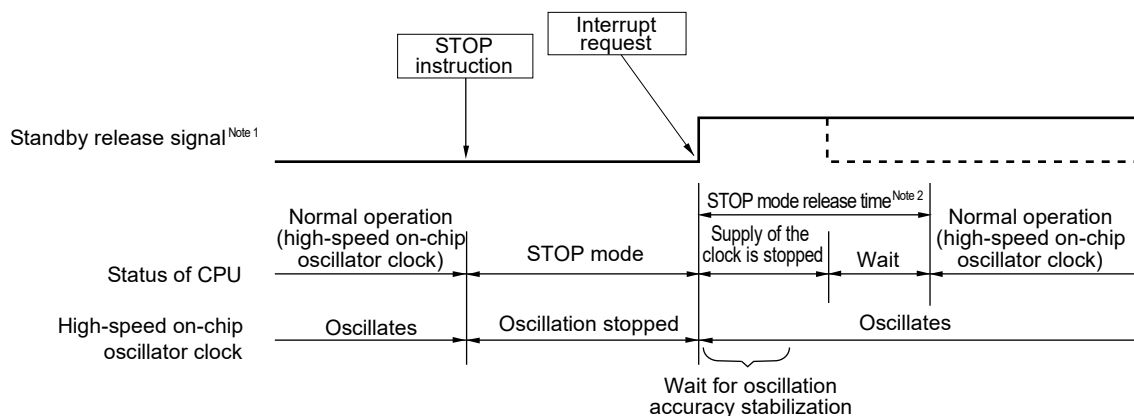 Interrupt
request
STOP
instruction
Standby release signal Note 1
STOP mode release time Note 2
Normal operation
(high-speed on-chip
oscillator clock)
STOP mode
Supply of the
clock is stopped
Wait
Normal operation
(high-speed on-chip
oscillator clock)
Status of CPU
High-speed on-chip
oscillator clock
Oscillates
Oscillation stopped
Oscillates
Wait for oscillation
accuracy stabilization